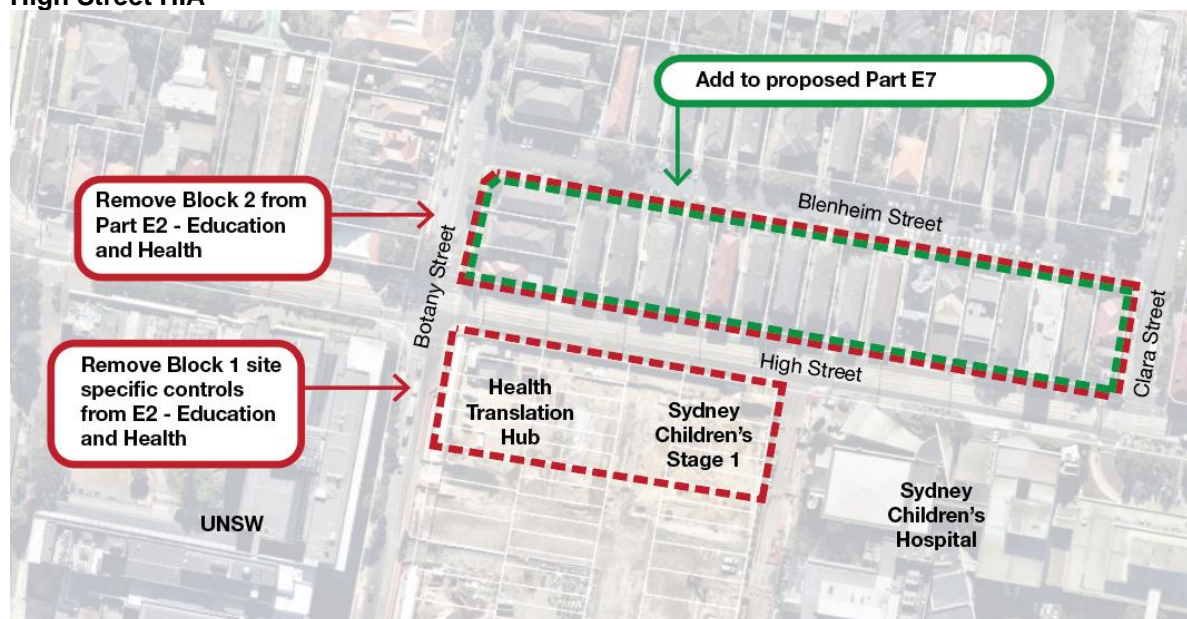 High Street HIA
Add to proposed Part E7
Remove Block 2 from
Part E2 - Education
and Health
Blenheim Street
Botany Street
Clara Street
High Street
Remove Block 1 site
specific controls
from E2 - Education
and Health
Health
Translation
Hub
Sydney
Children's
Stage 1
Sydney
Children's
Hospital
UNSW